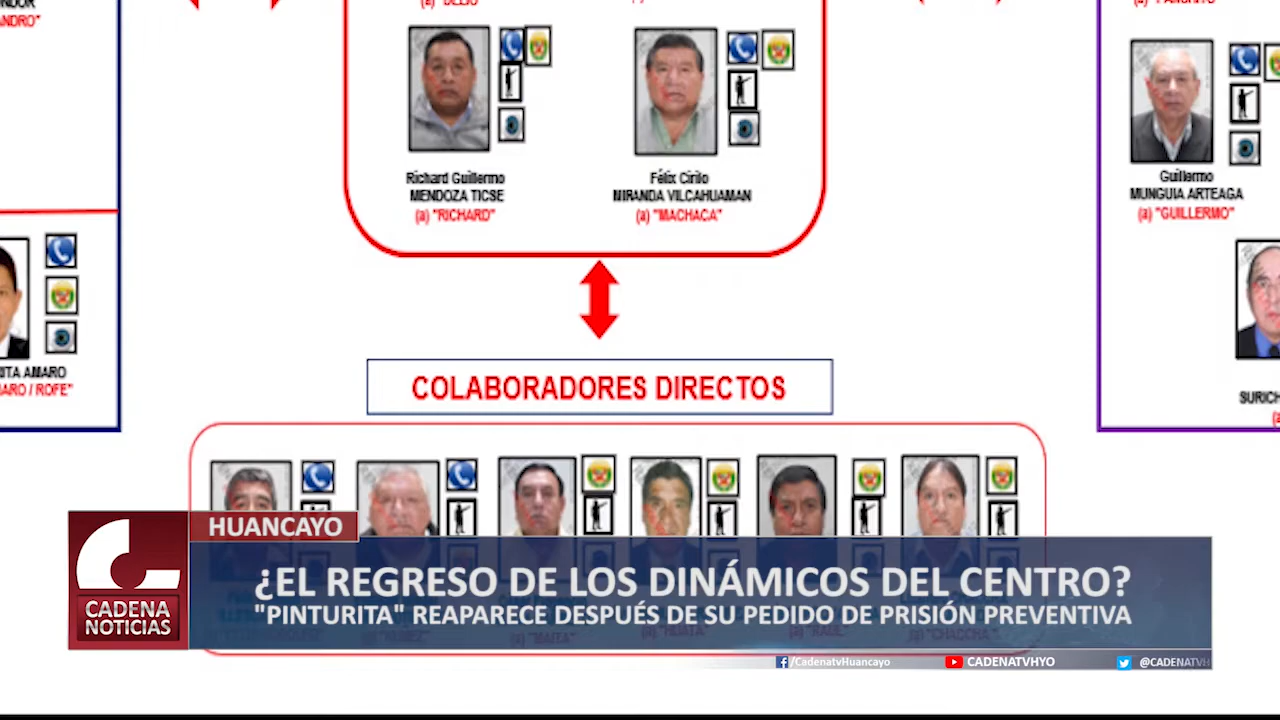 ANDRO"
Richard Guillermo
MENDOZA TICSE
(a) "RICHARD"
Félix Cirilo
MIRANDA VILCAHUAMAN
(a) "MACHACA"
Guillermo
MUNGUIA ARTEAGA
(a) "GUILLERMO"
ITA AMARO
ARO / ROFE"
SURICH
COLABORADORES DIRECTOS
HUANCAYO
¿EL REGRESO DE LOS DINÁMICOS DEL CENTRO?
"PINTURITA" REAPARECE DESPUÉS DE SU PEDIDO DE PRISIÓN PREVENTIVA
CADENA
NOTICIAS
/CadenatvHuancayo
CADENATVHYO
@CADENATVH